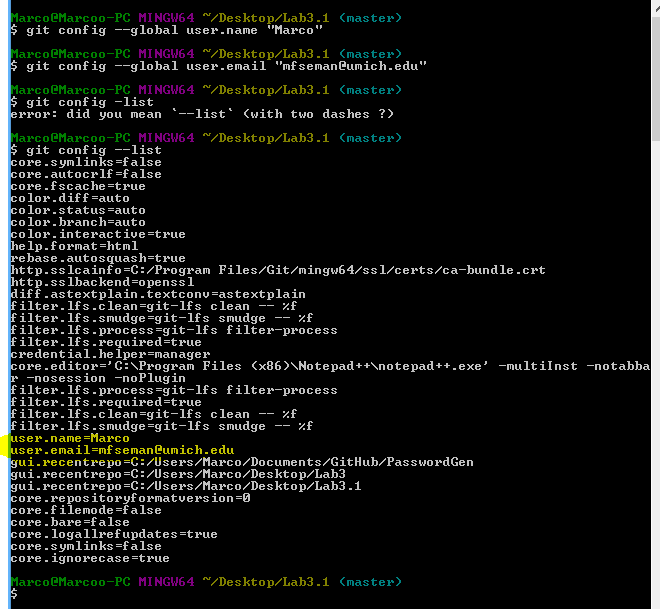 Marco@Marcoo-PC MINGW64 ~/Desktop/Lab3.1 (master)
$ git config --global user.name "Marco"
Marco@Marcoo-PC MINGW64 ~/Desktop/Lab3.1 (master)
$ git config --global user.email "mfseman@umich.edu"
Marco@Marcoo-PC MINGW64 ~/Desktop/Lab3.1 (master)
$ git config -list
error: did you mean `--list` (with two dashes ?)
Marco@Marcoo-PC MINGW64 ~/Desktop/Lab3.1 (master)
$ git config --list
core.symlinks=false
core.autocrlf=false
core.fscache=true
color.diff=auto
color.status=auto
color.branch=auto
color.interactive=true
help.format=html
rebase.autosquash=true
http.sslcainfo=C:/Program Files/Git/mingw64/ssl/certs/ca-bundle.crt
http.sslbackend=openssl
diff.astextplain.textconv=astextplain
filter.lfs.clean=git-lfs clean -- %f
filter.lfs.smudge=git-lfs smudge -- %f
filter.lfs.process=git-lfs filter-process
filter.lfs.required=true
credential.helper=manager
core.editor='C:\Program Files (x86)\Notepad++\notepad++.exe' -multiInst -notabba
r -nosession -noPlugin
filter.lfs.process=git-lfs filter-process
filter.lfs.required=true
filter.lfs.clean=git-lfs clean -- %f
filter.lfs.smudge=git-lfs smudge -- %f
user.name=Marco
user.email=mfseman@umich.edu
gui.recentrepo=C:/Users/Marco/Documents/GitHub/PasswordGen
gui.recentrepo=C:/Users/Marco/Desktop/Lab3
gui.recentrepo=C:/Users/Marco/Desktop/Lab3.1
core.repositoryformatversion=0
core.filemode=false
core.bare=false
core.logallrefupdates=true
core.symlinks=false
core.ignorecase=true
Marco@Marcoo-PC MINGW64 ~/Desktop/Lab3.1 (master)
$